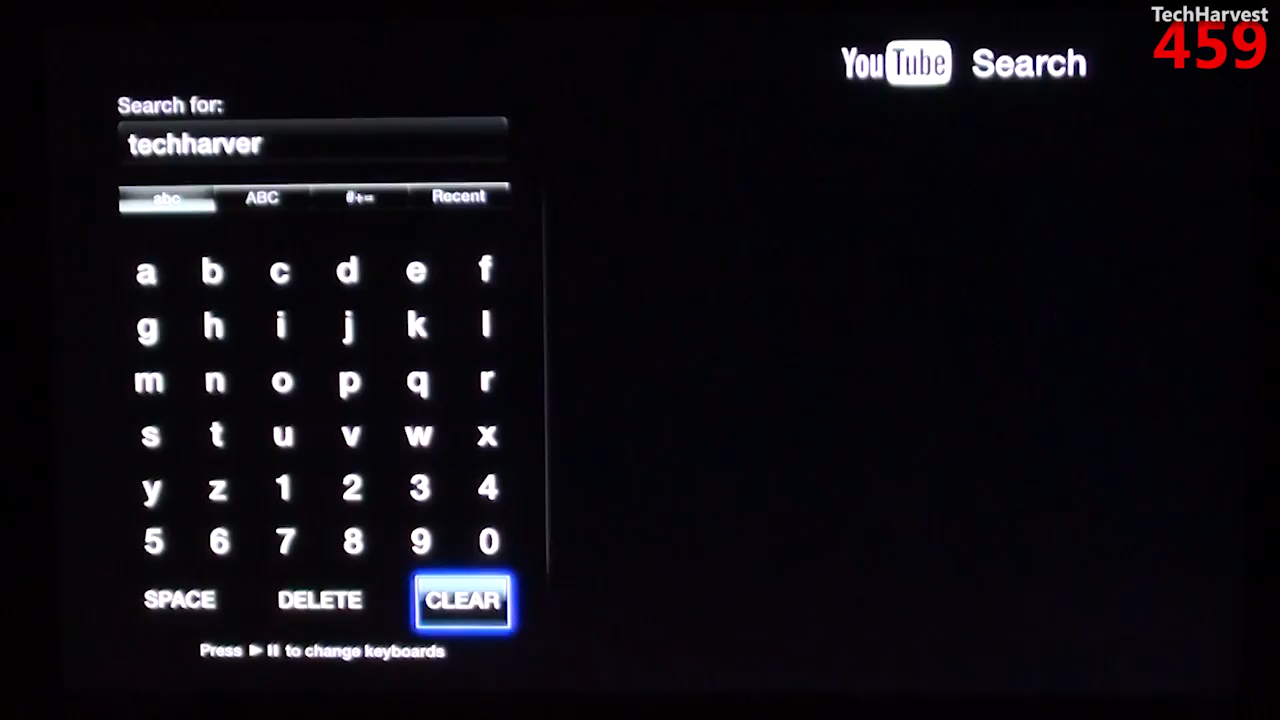 TechHarvest
459
YouTube Search
Search for:
techharver
abc ABC #+= Recent
a b c d e f
g h i j k l
m n o p q r
s t u v w x
y z 1 2 3 4
5 6 7 8 9 0
SPACE DELETE CLEAR
Press ▶ II to change keyboards